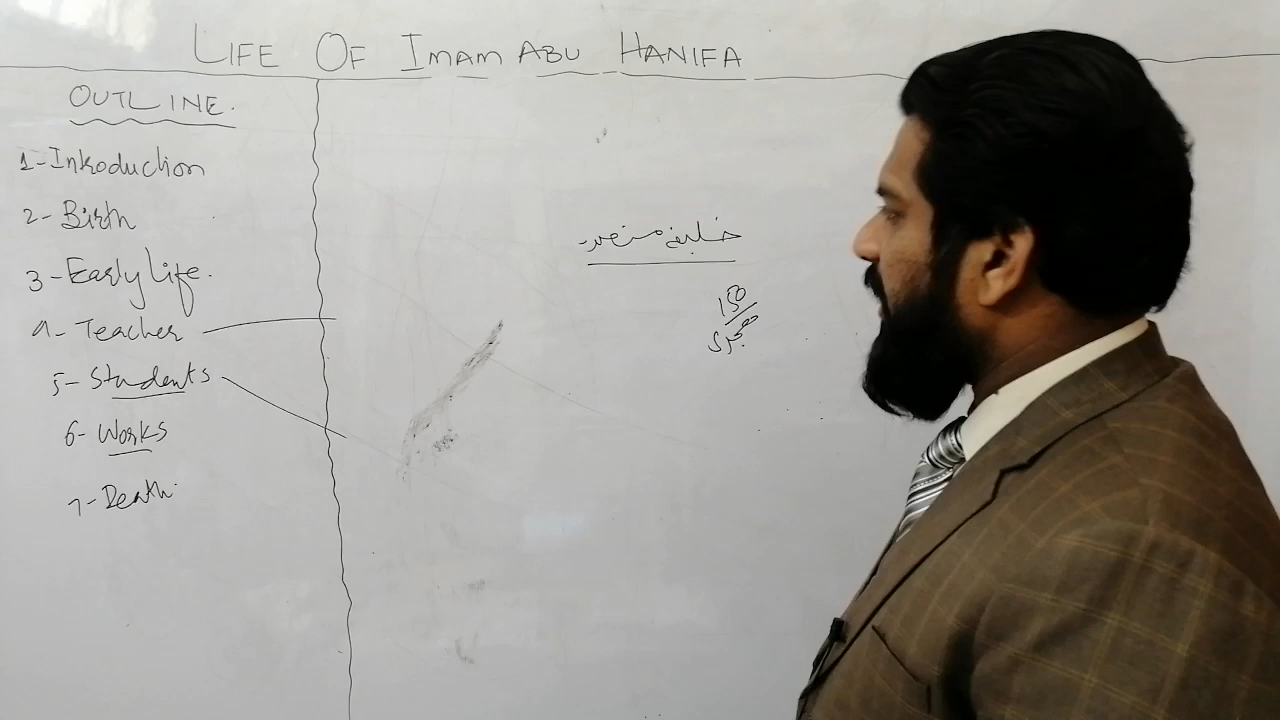 LIFE OF IMAM ABU HANIFA
OUTLINE.
1-Introduction
2-Birth
3-Early life.
4-Teacher
5-Students
6-Works
7-Death.
خلیفہ منصور
150
ھجری